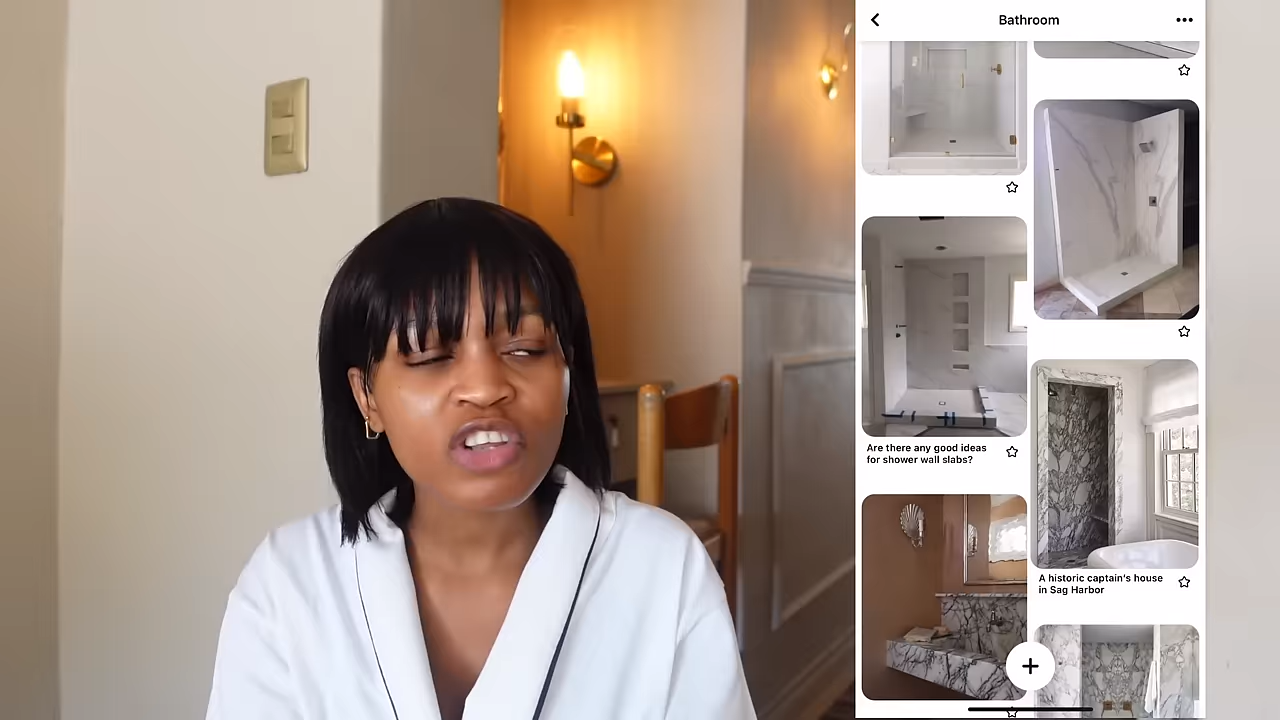 Bathroom
Are there any good ideas
for shower wall slabs?
A historic captain's house
in Sag Harbor